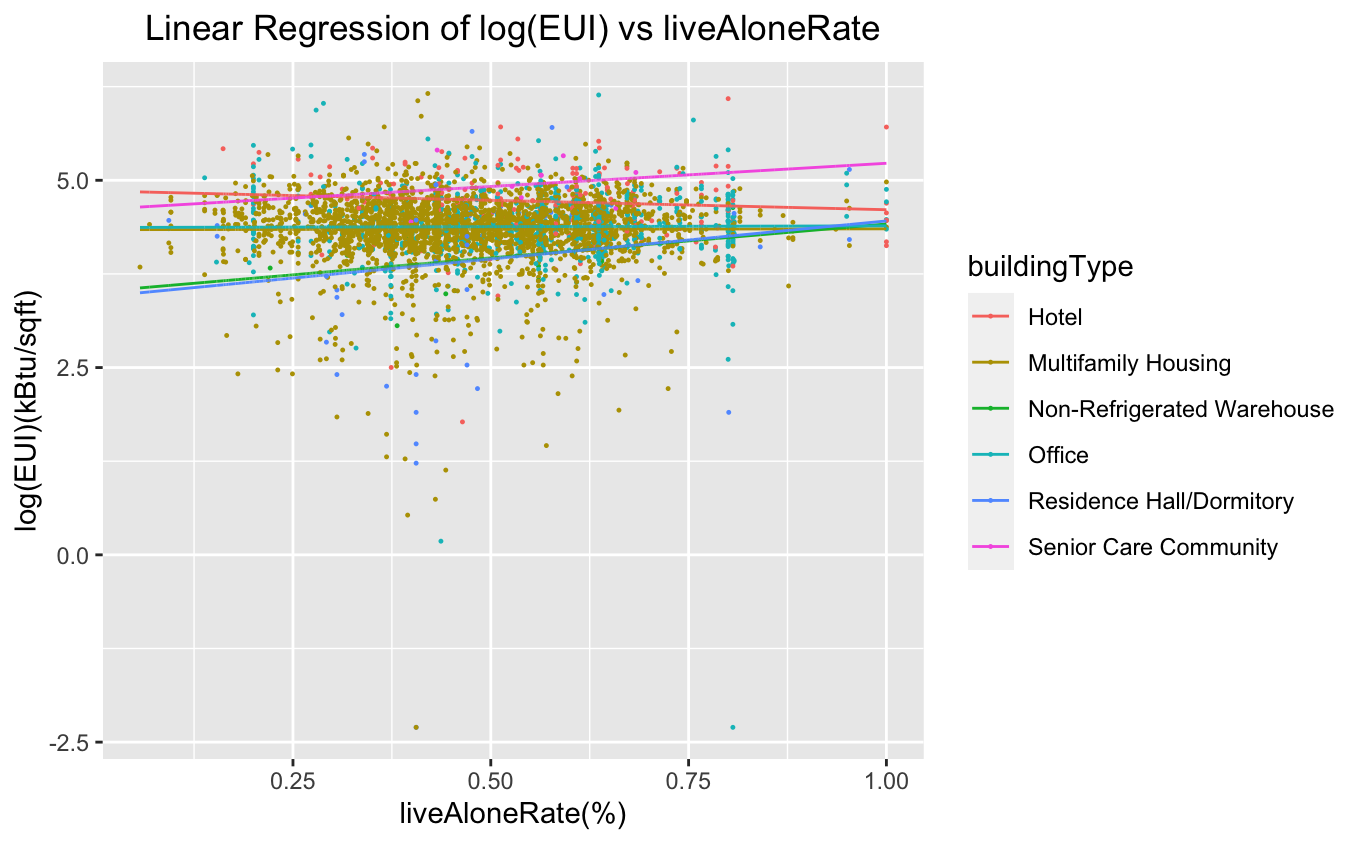 Linear Regression of log(EUI) vs liveAloneRate
log(EUI)(kBtu/sqft)
5.0
2.5
0.0
-2.5
0.25 0.50 0.75 1.00
liveAloneRate(%)
buildingType
Hotel
Multifamily Housing
Non-Refrigerated Warehouse
Office
Residence Hall/Dormitory
Senior Care Community